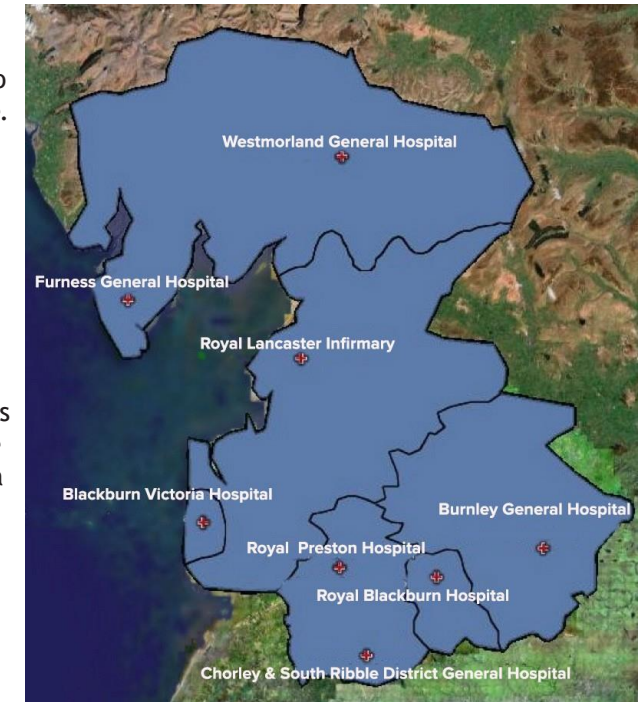 o
.
s
a
Westmorland General Hospital
Furness General Hospital
Royal Lancaster Infirmary
Blackburn Victoria Hospital
Burnley General Hospital
Royal Preston Hospital
Royal Blackburn Hospital
Chorley & South Ribble District General Hospital